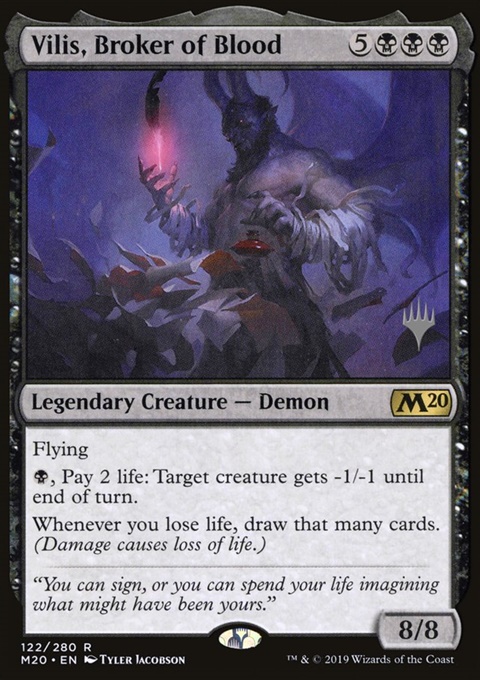 Vilis, Broker of Blood 5
Legendary Creature — Demon M20
Flying
, Pay 2 life: Target creature gets -1/-1 until
end of turn.
Whenever you lose life, draw that many cards.
(Damage causes loss of life.)
“You can sign, or you can spend your life imagining
what might have been yours.”
8/8
122/280 R
M20 • EN Tyler Jacobson ™ & © 2019 Wizards of the Coast